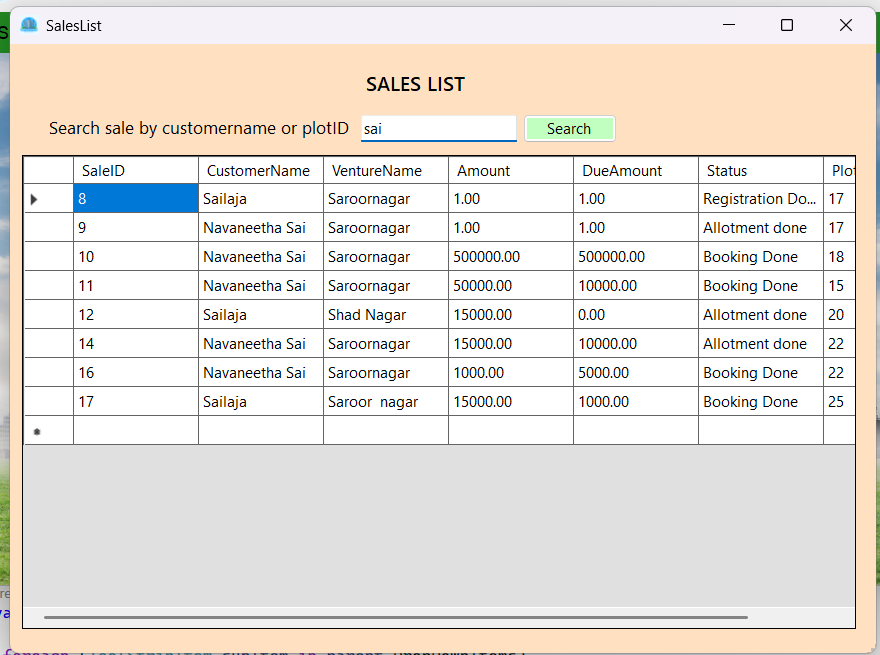 SalesList
SALES LIST
Search sale by customername or plotID sai Search
SaleID CustomerName VentureName Amount DueAmount Status Plot
8 Sailaja Saroornagar 1.00 1.00 Registration Do... 17
9 Navaneetha Sai Saroornagar 1.00 1.00 Allotment done 17
10 Navaneetha Sai Saroornagar 500000.00 500000.00 Booking Done 18
11 Navaneetha Sai Saroornagar 50000.00 10000.00 Booking Done 15
12 Sailaja Shad Nagar 15000.00 0.00 Allotment done 20
14 Navaneetha Sai Saroornagar 15000.00 10000.00 Allotment done 22
16 Navaneetha Sai Saroornagar 1000.00 5000.00 Booking Done 22
17 Sailaja Saroor  nagar 15000.00 1000.00 Booking Done 25